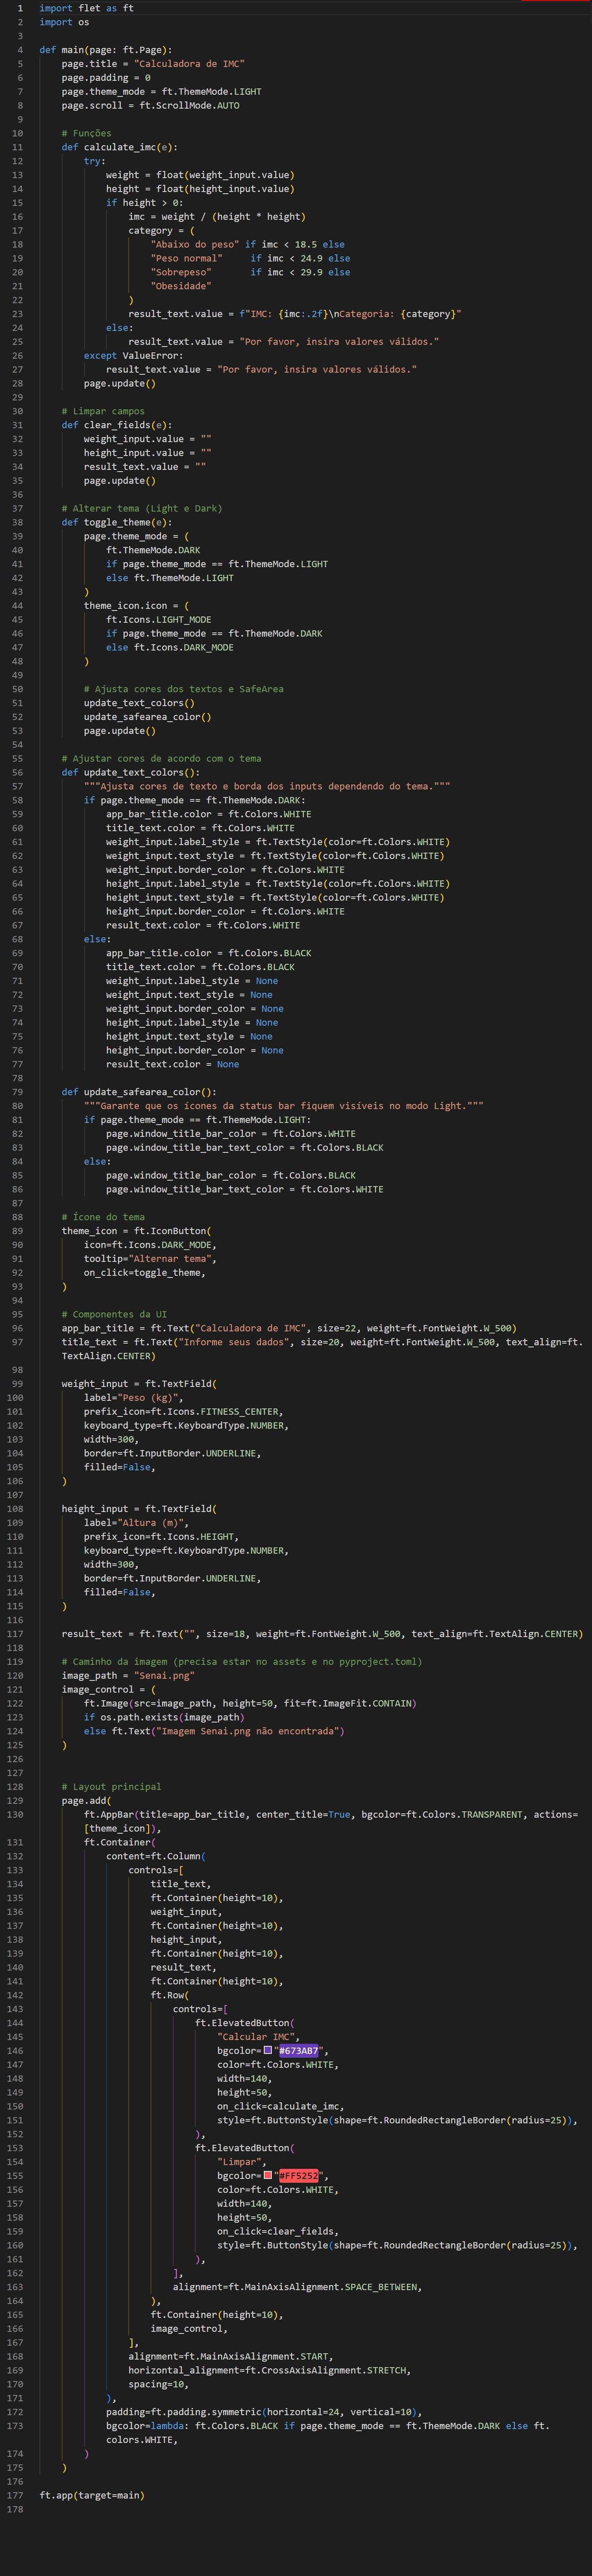 1 import flet as ft
2 import os
3
4 def main(page: ft.Page):
5     page.title = "Calculadora de IMC"
6     page.padding = 0
7     page.theme_mode = ft.ThemeMode.LIGHT
8     page.scroll = ft.ScrollMode.AUTO
9
10     # Funções
11     def calculate_imc(e):
12         try:
13             weight = float(weight_input.value)
14             height = float(height_input.value)
15             if height > 0:
16                 imc = weight / (height * height)
17                 category = (
18                     "Abaixo do peso" if imc < 18.5 else
19                     "Peso normal"     if imc < 24.9 else
20                     "Sobrepeso"       if imc < 29.9 else
21                     "Obesidade"
22                 )
23                 result_text.value = f"IMC: {imc:.2f}\nCategoria: {category}"
24             else:
25                 result_text.value = "Por favor, insira valores válidos."
26         except ValueError:
27             result_text.value = "Por favor, insira valores válidos."
28         page.update()
29
30     # Limpar campos
31     def clear_fields(e):
32         weight_input.value = ""
33         height_input.value = ""
34         result_text.value = ""
35         page.update()
36
37     # Alterar tema (Light e Dark)
38     def toggle_theme(e):
39         page.theme_mode = (
40             ft.ThemeMode.DARK
41             if page.theme_mode == ft.ThemeMode.LIGHT
42             else ft.ThemeMode.LIGHT
43         )
44         theme_icon.icon = (
45             ft.Icons.LIGHT_MODE
46             if page.theme_mode == ft.ThemeMode.DARK
47             else ft.Icons.DARK_MODE
48         )
49
50         # Ajusta cores dos textos e SafeArea
51         update_text_colors()
52         update_safearea_color()
53         page.update()
54
55     # Ajustar cores de acordo com o tema
56     def update_text_colors():
57         """Ajusta cores de texto e borda dos inputs dependendo do tema."""
58         if page.theme_mode == ft.ThemeMode.DARK:
59             app_bar_title.color = ft.Colors.WHITE
60             title_text.color = ft.Colors.WHITE
61             weight_input.label_style = ft.TextStyle(color=ft.Colors.WHITE)
62             weight_input.text_style = ft.TextStyle(color=ft.Colors.WHITE)
63             weight_input.border_color = ft.Colors.WHITE
64             height_input.label_style = ft.TextStyle(color=ft.Colors.WHITE)
65             height_input.text_style = ft.TextStyle(color=ft.Colors.WHITE)
66             height_input.border_color = ft.Colors.WHITE
67             result_text.color = ft.Colors.WHITE
68         else:
69             app_bar_title.color = ft.Colors.BLACK
70             title_text.color = ft.Colors.BLACK
71             weight_input.label_style = None
72             weight_input.text_style = None
73             weight_input.border_color = None
74             height_input.label_style = None
75             height_input.text_style = None
76             height_input.border_color = None
77             result_text.color = None
78
79     def update_safearea_color():
80         """Garante que os ícones da status bar fiquem visíveis no modo Light."""
81         if page.theme_mode == ft.ThemeMode.LIGHT:
82             page.window_title_bar_color = ft.Colors.WHITE
83             page.window_title_bar_text_color = ft.Colors.BLACK
84         else:
85             page.window_title_bar_color = ft.Colors.BLACK
86             page.window_title_bar_text_color = ft.Colors.WHITE
87
88     # Ícone do tema
89     theme_icon = ft.IconButton(
90         icon=ft.Icons.DARK_MODE,
91         tooltip="Alternar tema",
92         on_click=toggle_theme,
93     )
94
95     # Componentes da UI
96     app_bar_title = ft.Text("Calculadora de IMC", size=22, weight=ft.FontWeight.W_500)
97     title_text = ft.Text("Informe seus dados", size=20, weight=ft.FontWeight.W_500, text_align=ft.
    TextAlign.CENTER)
98
99     weight_input = ft.TextField(
100         label="Peso (kg)",
101         prefix_icon=ft.Icons.FITNESS_CENTER,
102         keyboard_type=ft.KeyboardType.NUMBER,
103         width=300,
104         border=ft.InputBorder.UNDERLINE,
105         filled=False,
106     )
107
108     height_input = ft.TextField(
109         label="Altura (m)",
110         prefix_icon=ft.Icons.HEIGHT,
111         keyboard_type=ft.KeyboardType.NUMBER,
112         width=300,
113         border=ft.InputBorder.UNDERLINE,
114         filled=False,
115     )
116
117     result_text = ft.Text("", size=18, weight=ft.FontWeight.W_500, text_align=ft.TextAlign.CENTER)
118
119     # Caminho da imagem (precisa estar no assets e no pyproject.toml)
120     image_path = "Senai.png"
121     image_control = (
122         ft.Image(src=image_path, height=50, fit=ft.ImageFit.CONTAIN)
123         if os.path.exists(image_path)
124         else ft.Text("Imagem Senai.png não encontrada")
125     )
126
127
128     # Layout principal
129     page.add(
130         ft.AppBar(title=app_bar_title, center_title=True, bgcolor=ft.Colors.TRANSPARENT, actions=
        [theme_icon]),
131         ft.Container(
132             content=ft.Column(
133                 controls=[
134                     title_text,
135                     ft.Container(height=10),
136                     weight_input,
137                     ft.Container(height=10),
138                     height_input,
139                     ft.Container(height=10),
140                     result_text,
141                     ft.Container(height=10),
142                     ft.Row(
143                         controls=[
144                             ft.ElevatedButton(
145                                 "Calcular IMC",
146                                 bgcolor="#673AB7",
147                                 color=ft.Colors.WHITE,
148                                 width=140,
149                                 height=50,
150                                 on_click=calculate_imc,
151                                 style=ft.ButtonStyle(shape=ft.RoundedRectangleBorder(radius=25)),
152                             ),
153                             ft.ElevatedButton(
154                                 "Limpar",
155                                 bgcolor="#FF5252",
156                                 color=ft.Colors.WHITE,
157                                 width=140,
158                                 height=50,
159                                 on_click=clear_fields,
160                                 style=ft.ButtonStyle(shape=ft.RoundedRectangleBorder(radius=25)),
161                             ),
162                         ],
163                         alignment=ft.MainAxisAlignment.SPACE_BETWEEN,
164                     ),
165                     ft.Container(height=10),
166                     image_control,
167                 ],
168                 alignment=ft.MainAxisAlignment.START,
169                 horizontal_alignment=ft.CrossAxisAlignment.STRETCH,
170                 spacing=10,
171             ),
172             padding=ft.padding.symmetric(horizontal=24, vertical=10),
173             bgcolor=lambda: ft.Colors.BLACK if page.theme_mode == ft.ThemeMode.DARK else ft.
            colors.WHITE,
174         )
175     )
176
177 ft.app(target=main)
178